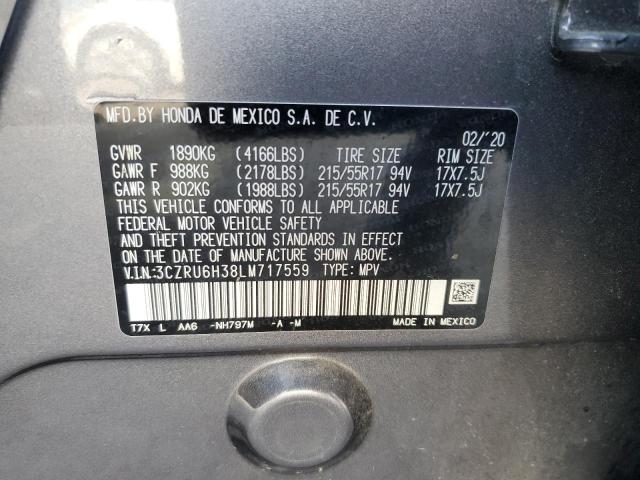 MFD.BY HONDA DE MEXICO S.A. DE C.V.
02/'20
GVWR 1890KG (4166LBS) TIRE SIZE RIM SIZE
GAWR F 988KG (2178LBS) 215/55R17 94V 17X7.5J
GAWR R 902KG (1988LBS) 215/55R17 94V 17X7.5J
THIS VEHICLE CONFORMS TO ALL APPLICABLE
FEDERAL MOTOR VEHICLE SAFETY
AND THEFT PREVENTION STANDARDS IN EFFECT
ON THE DATE OF MANUFACTURE SHOWN ABOVE.
V.I.N:3CZRU6H38LM717559 TYPE: MPV
T7X L AA6 -NH797M -A -M MADE IN MEXICO